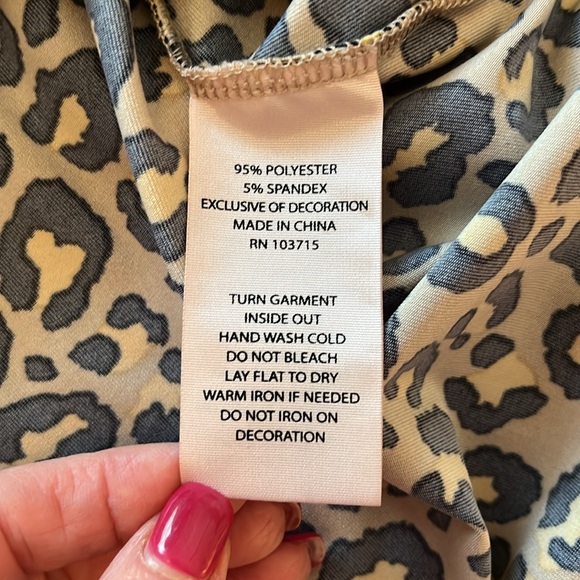 95% POLYESTER
5% SPANDEX
EXCLUSIVE OF DECORATION
MADE IN CHINA
RN 103715
TURN GARMENT
INSIDE OUT
HAND WASH COLD
DO NOT BLEACH
LAY FLAT TO DRY
WARM IRON IF NEEDED
DO NOT IRON ON
DECORATION